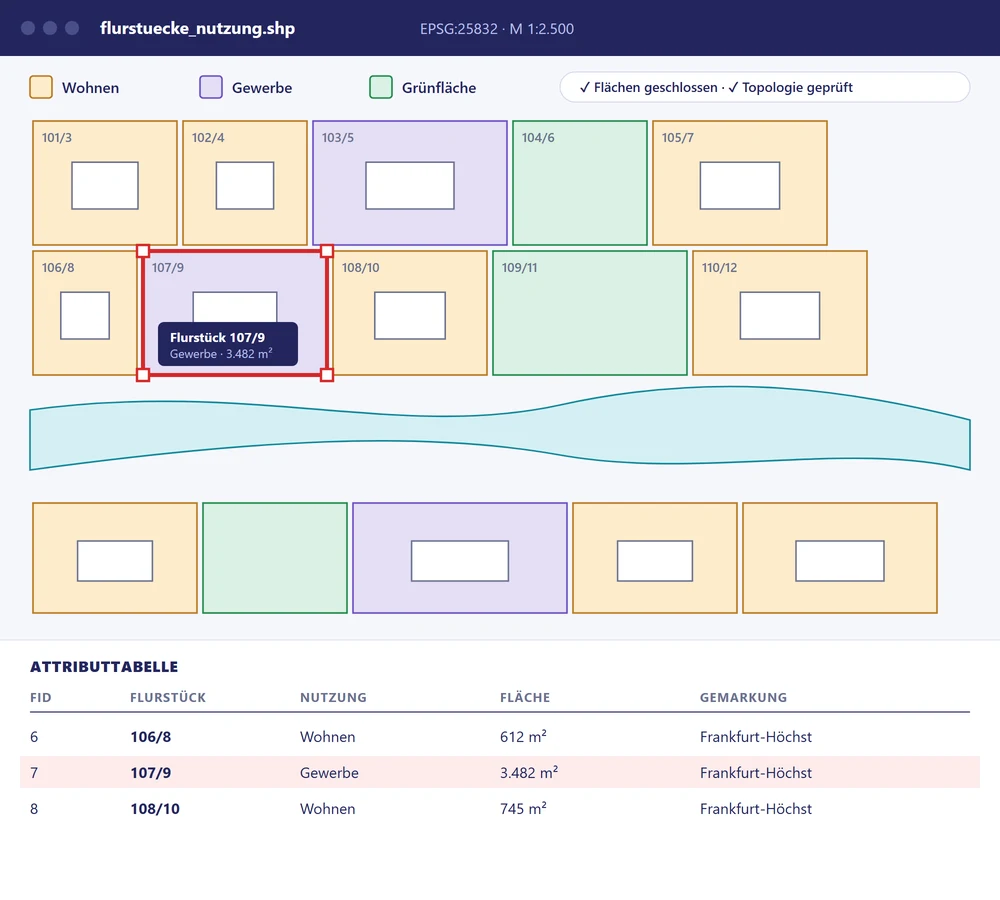 flurstuecke_nutzung.shp
EPSG:25832 · M 1:2.500
Wohnen
Gewerbe
Grünfläche
✓ Flächen geschlossen · ✓ Topologie geprüft
101/3
102/4
103/5
104/6
105/7
106/8
107/9
108/10
109/11
110/12
Flurstück 107/9
Gewerbe · 3.482 m²
ATTRIBUTTABELLE
FID FLURSTÜCK NUTZUNG FLÄCHE GEMARKUNG
6 106/8 Wohnen 612 m² Frankfurt-Höchst
7 107/9 Gewerbe 3.482 m² Frankfurt-Höchst
8 108/10 Wohnen 745 m² Frankfurt-Höchst